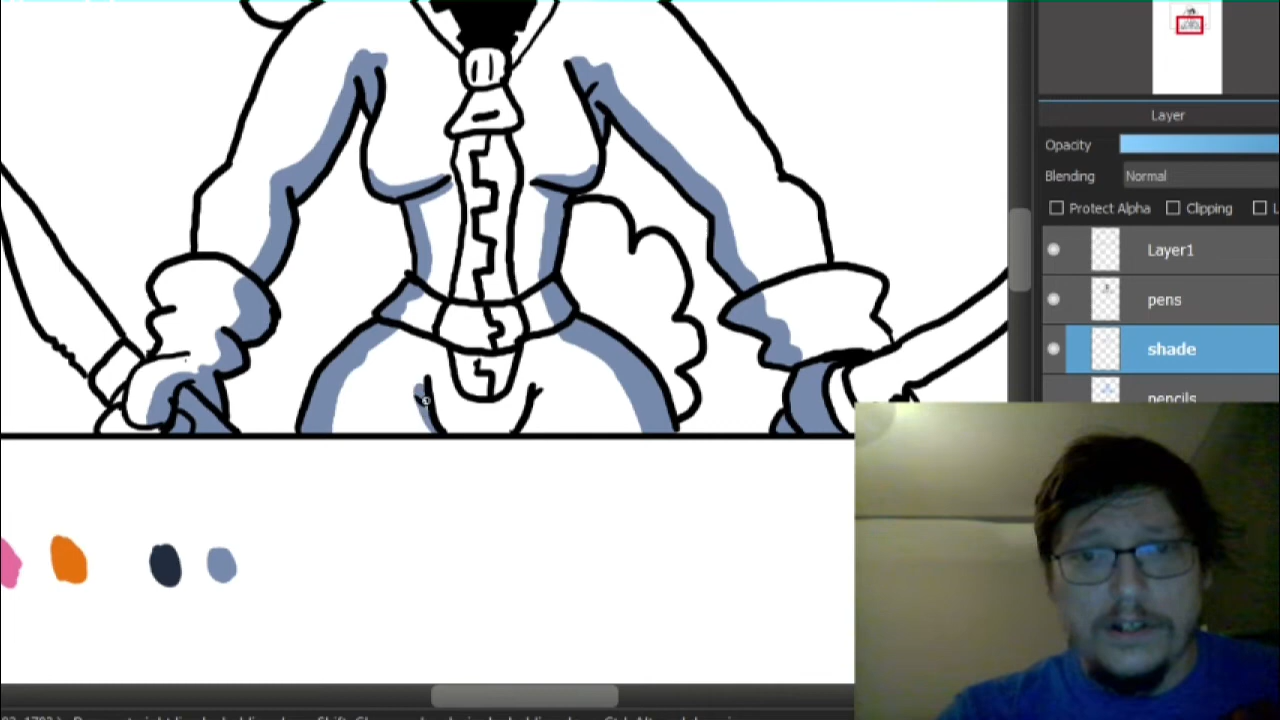 Layer
Opacity
Blending Normal
Protect Alpha Clipping
Layer1
pens
shade
pencils